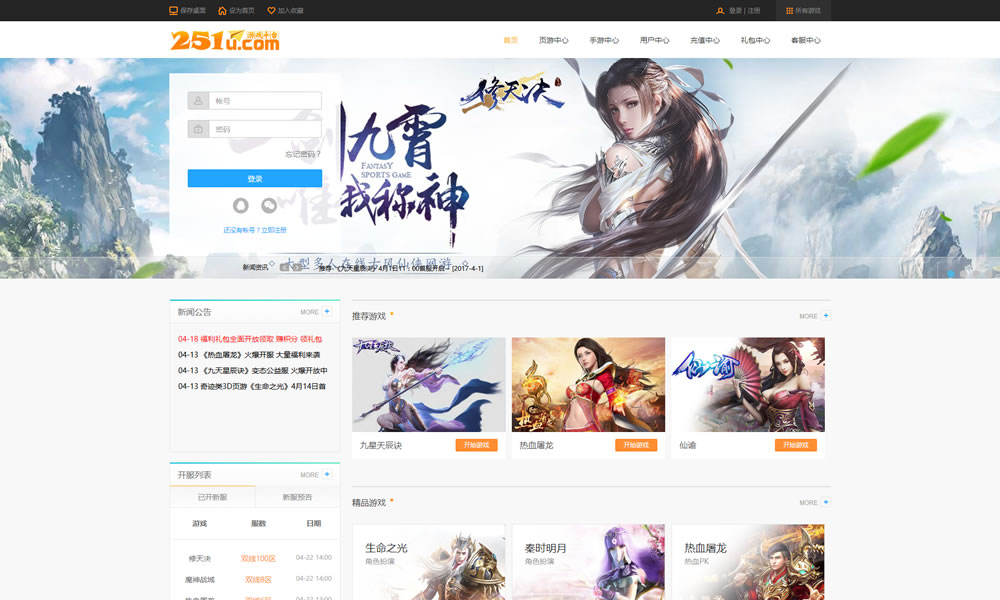 保存桌面 设为首页 加入收藏 登录 | 注册 所有游戏
251u.com 游戏平台
首页 页游中心 手游中心 用户中心 充值中心 礼包中心 客服中心
修天决
帐号
密码
忘记密码？
登录
还没有帐号？立即注册
九霄
FANTASY
SPORTS GAME
唯我称神
大型多人在线古风仙侠网游
新闻资讯 推荐 《九天星辰诀》4月1日11：00首服开启~ [2017-4-1]
新闻公告 MORE +
04-18 福利礼包全面开放领取 赚积分 领礼包
04-13 《热血屠龙》火爆开服 大量福利来袭
04-13 《九天星辰诀》变态公益服 火爆开放中
04-13 奇迹类3D页游《生命之光》4月14日首
推荐游戏 MORE +
九星天辰诀 开始游戏
热血屠龙
热血屠龙 开始游戏
仙谕
仙谕 开始游戏
开服列表 MORE +
已开新服 新服预告
游戏 服数 日期
修天决 双线100区 04-22 14:00
魔神战域 双线8区 04-22 14:00
精品游戏 MORE +
生命之光
角色扮演
秦时明月
角色扮演
热血屠龙
热血PK